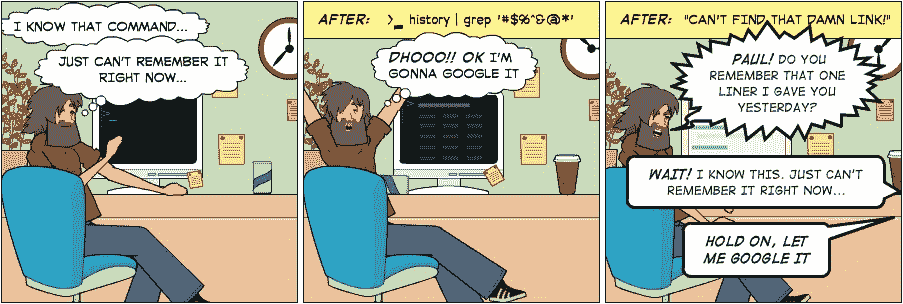 I KNOW THAT COMMAND...
JUST CAN'T REMEMBER IT
RIGHT NOW...
AFTER: >_ history | grep '#$%^&@*'
DHOOO!! OK I'M
GONNA GOOGLE IT
AFTER: "CAN'T FIND THAT DAMN LINK!"
PAUL! DO YOU
REMEMBER THAT ONE
LINER I GAVE YOU
YESTERDAY?
WAIT! I KNOW THIS. JUST CAN'T
REMEMBER IT RIGHT NOW...
HOLD ON, LET
ME GOOGLE IT